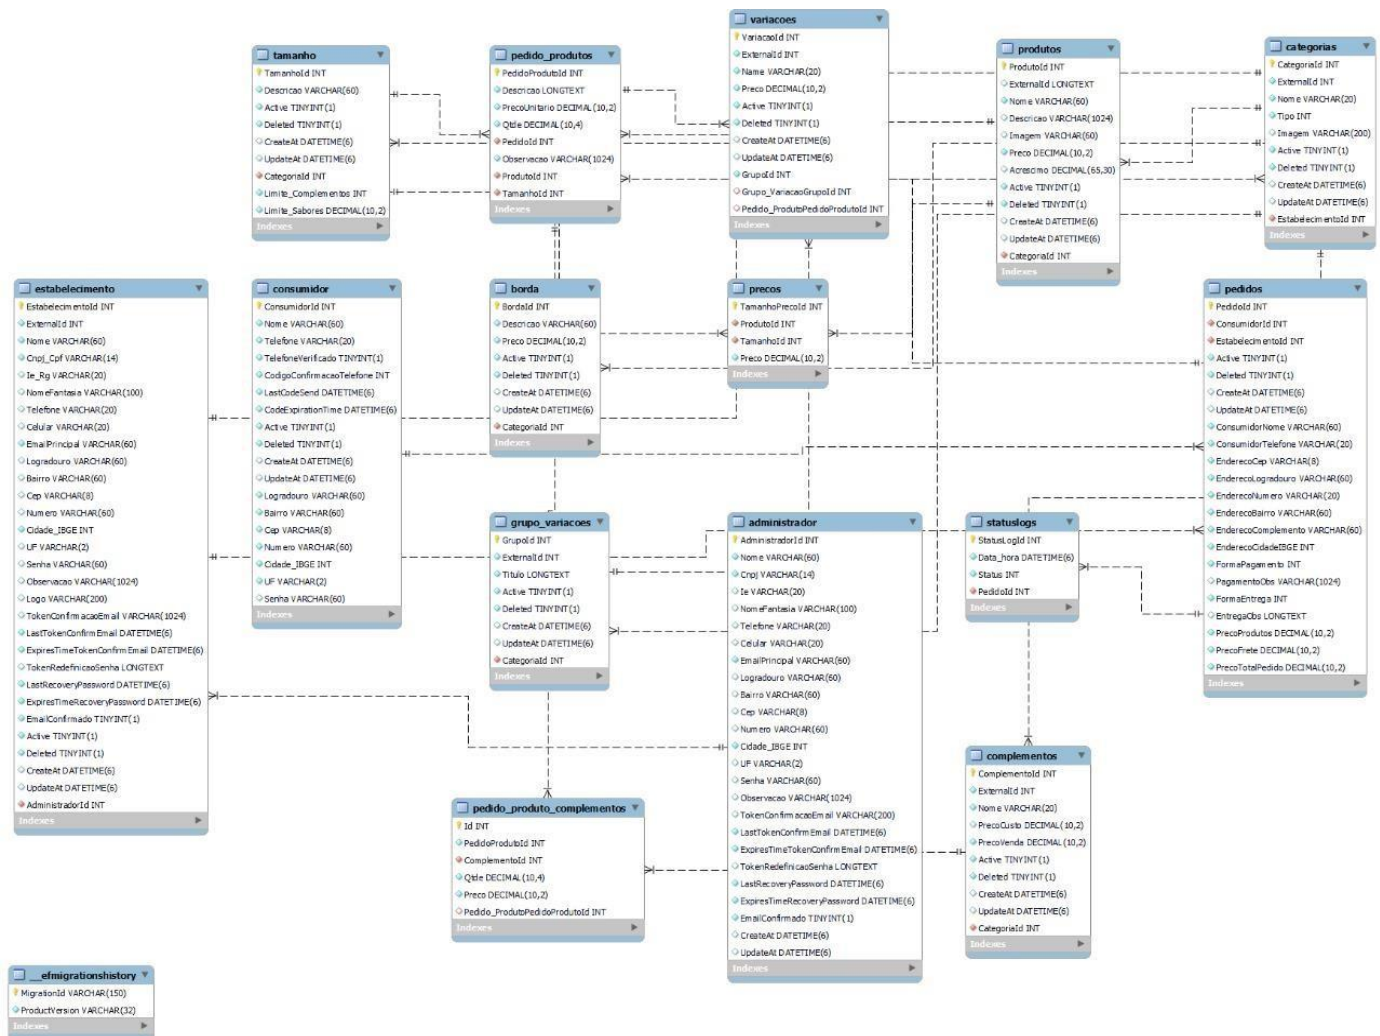 tamanho
TamanhoId INT
Descricao VARCHAR(60)
Active TINYINT(1)
Deleted TINYINT(1)
CreateAt DATETIME(6)
UpdateAt DATETIME(6)
CategoriaId INT
Limite_Complementos INT
Limite_Sabores DECIMAL(10,2)
Indexes
pedido_produtos
PedidoProdutoId INT
Descricao LONGTEXT
PrecoUnitario DECIMAL(10,2)
Qtde DECIMAL(10,4)
PedidoId INT
Observacao VARCHAR(1024)
ProdutoId INT
TamanhoId INT
Indexes
variacoes
VariacaoId INT
ExternalId INT
Name VARCHAR(20)
Preco DECIMAL(10,2)
Active TINYINT(1)
Deleted TINYINT(1)
CreateAt DATETIME(6)
UpdateAt DATETIME(6)
GrupoId INT
Grupo_VariacaoGrupoId INT
Pedido_ProdutoPedidoProdutoId INT
Indexes
produtos
ProdutoId INT
ExternalId LONGTEXT
Nome VARCHAR(60)
Descricao VARCHAR(1024)
Imagem VARCHAR(60)
Preco DECIMAL(10,2)
Acrescimo DECIMAL(65,30)
Active TINYINT(1)
Deleted TINYINT(1)
CreateAt DATETIME(6)
UpdateAt DATETIME(6)
CategoriaId INT
Indexes
categorias
CategoriaId INT
ExternalId INT
Nome VARCHAR(20)
Tipo INT
Imagem VARCHAR(200)
Active TINYINT(1)
Deleted TINYINT(1)
CreateAt DATETIME(6)
UpdateAt DATETIME(6)
EstabelecimentoId INT
Indexes
estabelecimento
EstabelecimentoId INT
ExternalId INT
Nome VARCHAR(60)
Cnpj_Cpf VARCHAR(14)
Ie_Rg VARCHAR(20)
NomeFantasia VARCHAR(100)
Telefone VARCHAR(20)
Celular VARCHAR(20)
EmailPrincipal VARCHAR(60)
Logradouro VARCHAR(60)
Bairro VARCHAR(60)
Cep VARCHAR(8)
Numero VARCHAR(60)
Cidade_IBGE INT
UF VARCHAR(2)
Senha VARCHAR(60)
Observacao VARCHAR(1024)
Logo VARCHAR(200)
TokenConfirmacaoEmail VARCHAR(1024)
LastTokenConfirmEmail DATETIME(6)
ExpiresTimeTokenConfirmEmail DATETIME(6)
TokenRedefinicaoSenha LONGTEXT
LastRecoveryPassword DATETIME(6)
ExpiresTimeRecoveryPassword DATETIME(6)
EmailConfirmado TINYINT(1)
Active TINYINT(1)
Deleted TINYINT(1)
CreateAt DATETIME(6)
UpdateAt DATETIME(6)
AdministradorId INT
Indexes
consumidor
ConsumidorId INT
Nome VARCHAR(60)
Telefone VARCHAR(20)
TelefoneVerificado TINYINT(1)
CodigoConfirmacaoTelefone INT
LastCodeSend DATETIME(6)
CodeExpirationTime DATETIME(6)
Active TINYINT(1)
Deleted TINYINT(1)
CreateAt DATETIME(6)
UpdateAt DATETIME(6)
Logradouro VARCHAR(60)
Bairro VARCHAR(60)
Cep VARCHAR(8)
Numero VARCHAR(60)
Cidade_IBGE INT
UF VARCHAR(2)
Senha VARCHAR(60)
Indexes
borda
BordaId INT
Descricao VARCHAR(60)
Preco DECIMAL(10,2)
Active TINYINT(1)
Deleted TINYINT(1)
CreateAt DATETIME(6)
UpdateAt DATETIME(6)
CategoriaId INT
Indexes
precos
TamanhoPrecoId INT
ProdutoId INT
TamanhoId INT
Preco DECIMAL(10,2)
Indexes
pedidos
PedidoId INT
ConsumidorId INT
EstabelecimentoId INT
Active TINYINT(1)
Deleted TINYINT(1)
CreateAt DATETIME(6)
UpdateAt DATETIME(6)
ConsumidorNome VARCHAR(60)
ConsumidorTelefone VARCHAR(20)
EnderecoCep VARCHAR(8)
EnderecoLogradouro VARCHAR(60)
EnderecoNumero VARCHAR(20)
EnderecoBairro VARCHAR(60)
EnderecoComplemento VARCHAR(60)
EnderecoCidadeIBGE INT
FormaPagamento INT
PagamentoObs VARCHAR(1024)
FormaEntrega INT
EntregaObs LONGTEXT
PrecoProdutos DECIMAL(10,2)
PrecoFrete DECIMAL(10,2)
PrecoTotalPedido DECIMAL(10,2)
Indexes
grupo_variacoes
GrupoId INT
ExternalId INT
Titulo LONGTEXT
Active TINYINT(1)
Deleted TINYINT(1)
CreateAt DATETIME(6)
UpdateAt DATETIME(6)
CategoriaId INT
Indexes
administrador
AdministradorId INT
Nome VARCHAR(60)
Cnpj VARCHAR(14)
Ie VARCHAR(20)
NomeFantasia VARCHAR(100)
Telefone VARCHAR(20)
Celular VARCHAR(20)
EmailPrincipal VARCHAR(60)
Logradouro VARCHAR(60)
Bairro VARCHAR(60)
Cep VARCHAR(8)
Numero VARCHAR(60)
Cidade_IBGE INT
UF VARCHAR(2)
Senha VARCHAR(60)
Observacao VARCHAR(1024)
TokenConfirmacaoEmail VARCHAR(200)
LastTokenConfirmEmail DATETIME(6)
ExpiresTimeTokenConfirmEmail DATETIME(6)
TokenRedefinicaoSenha LONGTEXT
LastRecoveryPassword DATETIME(6)
ExpiresTimeRecoveryPassword DATETIME(6)
EmailConfirmado TINYINT(1)
CreateAt DATETIME(6)
UpdateAt DATETIME(6)
Indexes
statuslogs
StatusLogId INT
Data_hora DATETIME(6)
Status INT
PedidoId INT
Indexes
complementos
ComplementoId INT
ExternalId INT
Nome VARCHAR(20)
PrecoCusto DECIMAL(10,2)
PrecoVenda DECIMAL(10,2)
Active TINYINT(1)
Deleted TINYINT(1)
CreateAt DATETIME(6)
UpdateAt DATETIME(6)
CategoriaId INT
Indexes
pedido_produto_complementos
Id INT
PedidoProdutoId INT
ComplementoId INT
Qtde DECIMAL(10,4)
Preco DECIMAL(10,2)
Pedido_ProdutoPedidoProdutoId INT
Indexes
__efmigrationshistory
MigrationId VARCHAR(150)
ProductVersion VARCHAR(32)
Indexes